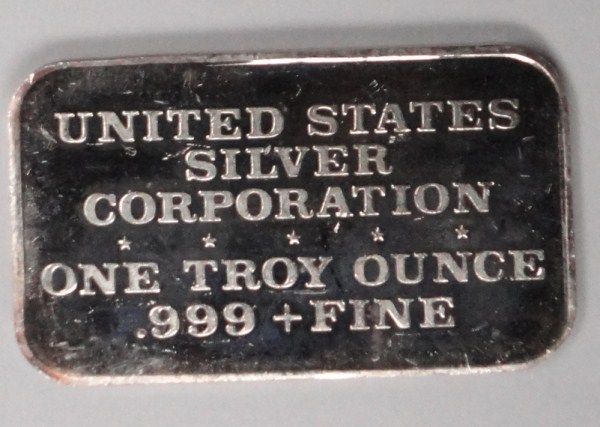 UNITED STATES
SILVER
CORPORATION
★ ★ ★ ★ ★
ONE TROY OUNCE
.999 + FINE